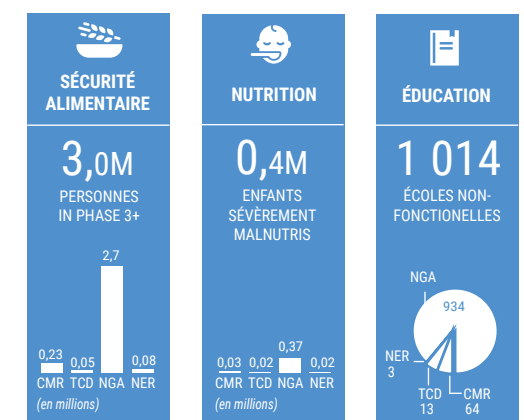 SÉCURITÉ
ALIMENTAIRE
3,0M
PERSONNES
IN PHASE 3+
2,7
0,23
0,05
0,08
CMR TCD NGA NER
(en millions)
NUTRITION
0,4M
ENFANTS
SÉVÈREMENT
MALNUTRIS
0,37
0,03
0,02
0,02
CMR TCD NGA NER
(en millions)
ÉDUCATION
1 014
ÉCOLES NON-
FONCTIONELLES
NGA
934
NER
3
TCD
13
CMR
64